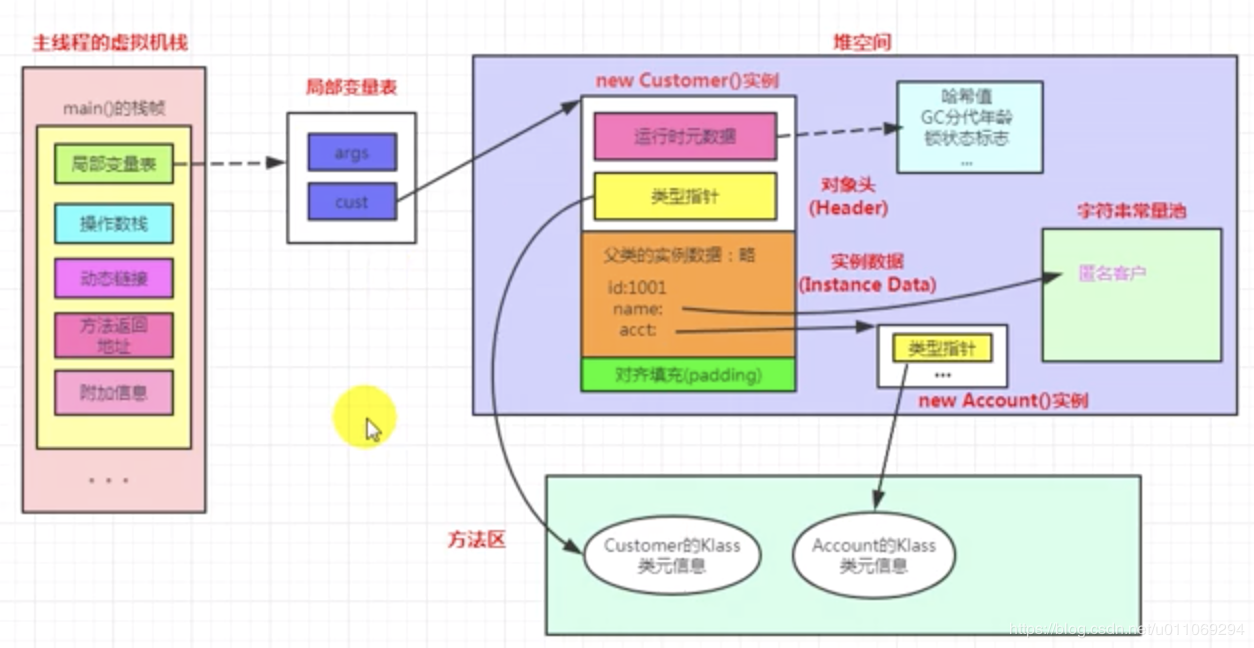 主线程的虚拟机栈
main()的栈帧
局部变量表
操作数栈
动态链接
方法返回
地址
附加信息
...
局部变量表
args
cust
堆空间
new Customer()实例
运行时元数据
类型指针
对象头
(Header)
哈希值
GC分代年龄
锁状态标志
...
父类的实例数据：略
id:1001
name:
acct:
实例数据
(Instance Data)
对齐填充(padding)
字符串常量池
匿名客户
类型指针
...
new Account()实例
方法区
Customer的Klass
类元信息
Account的Klass
类元信息
https://blog.csdn.net/u011069294